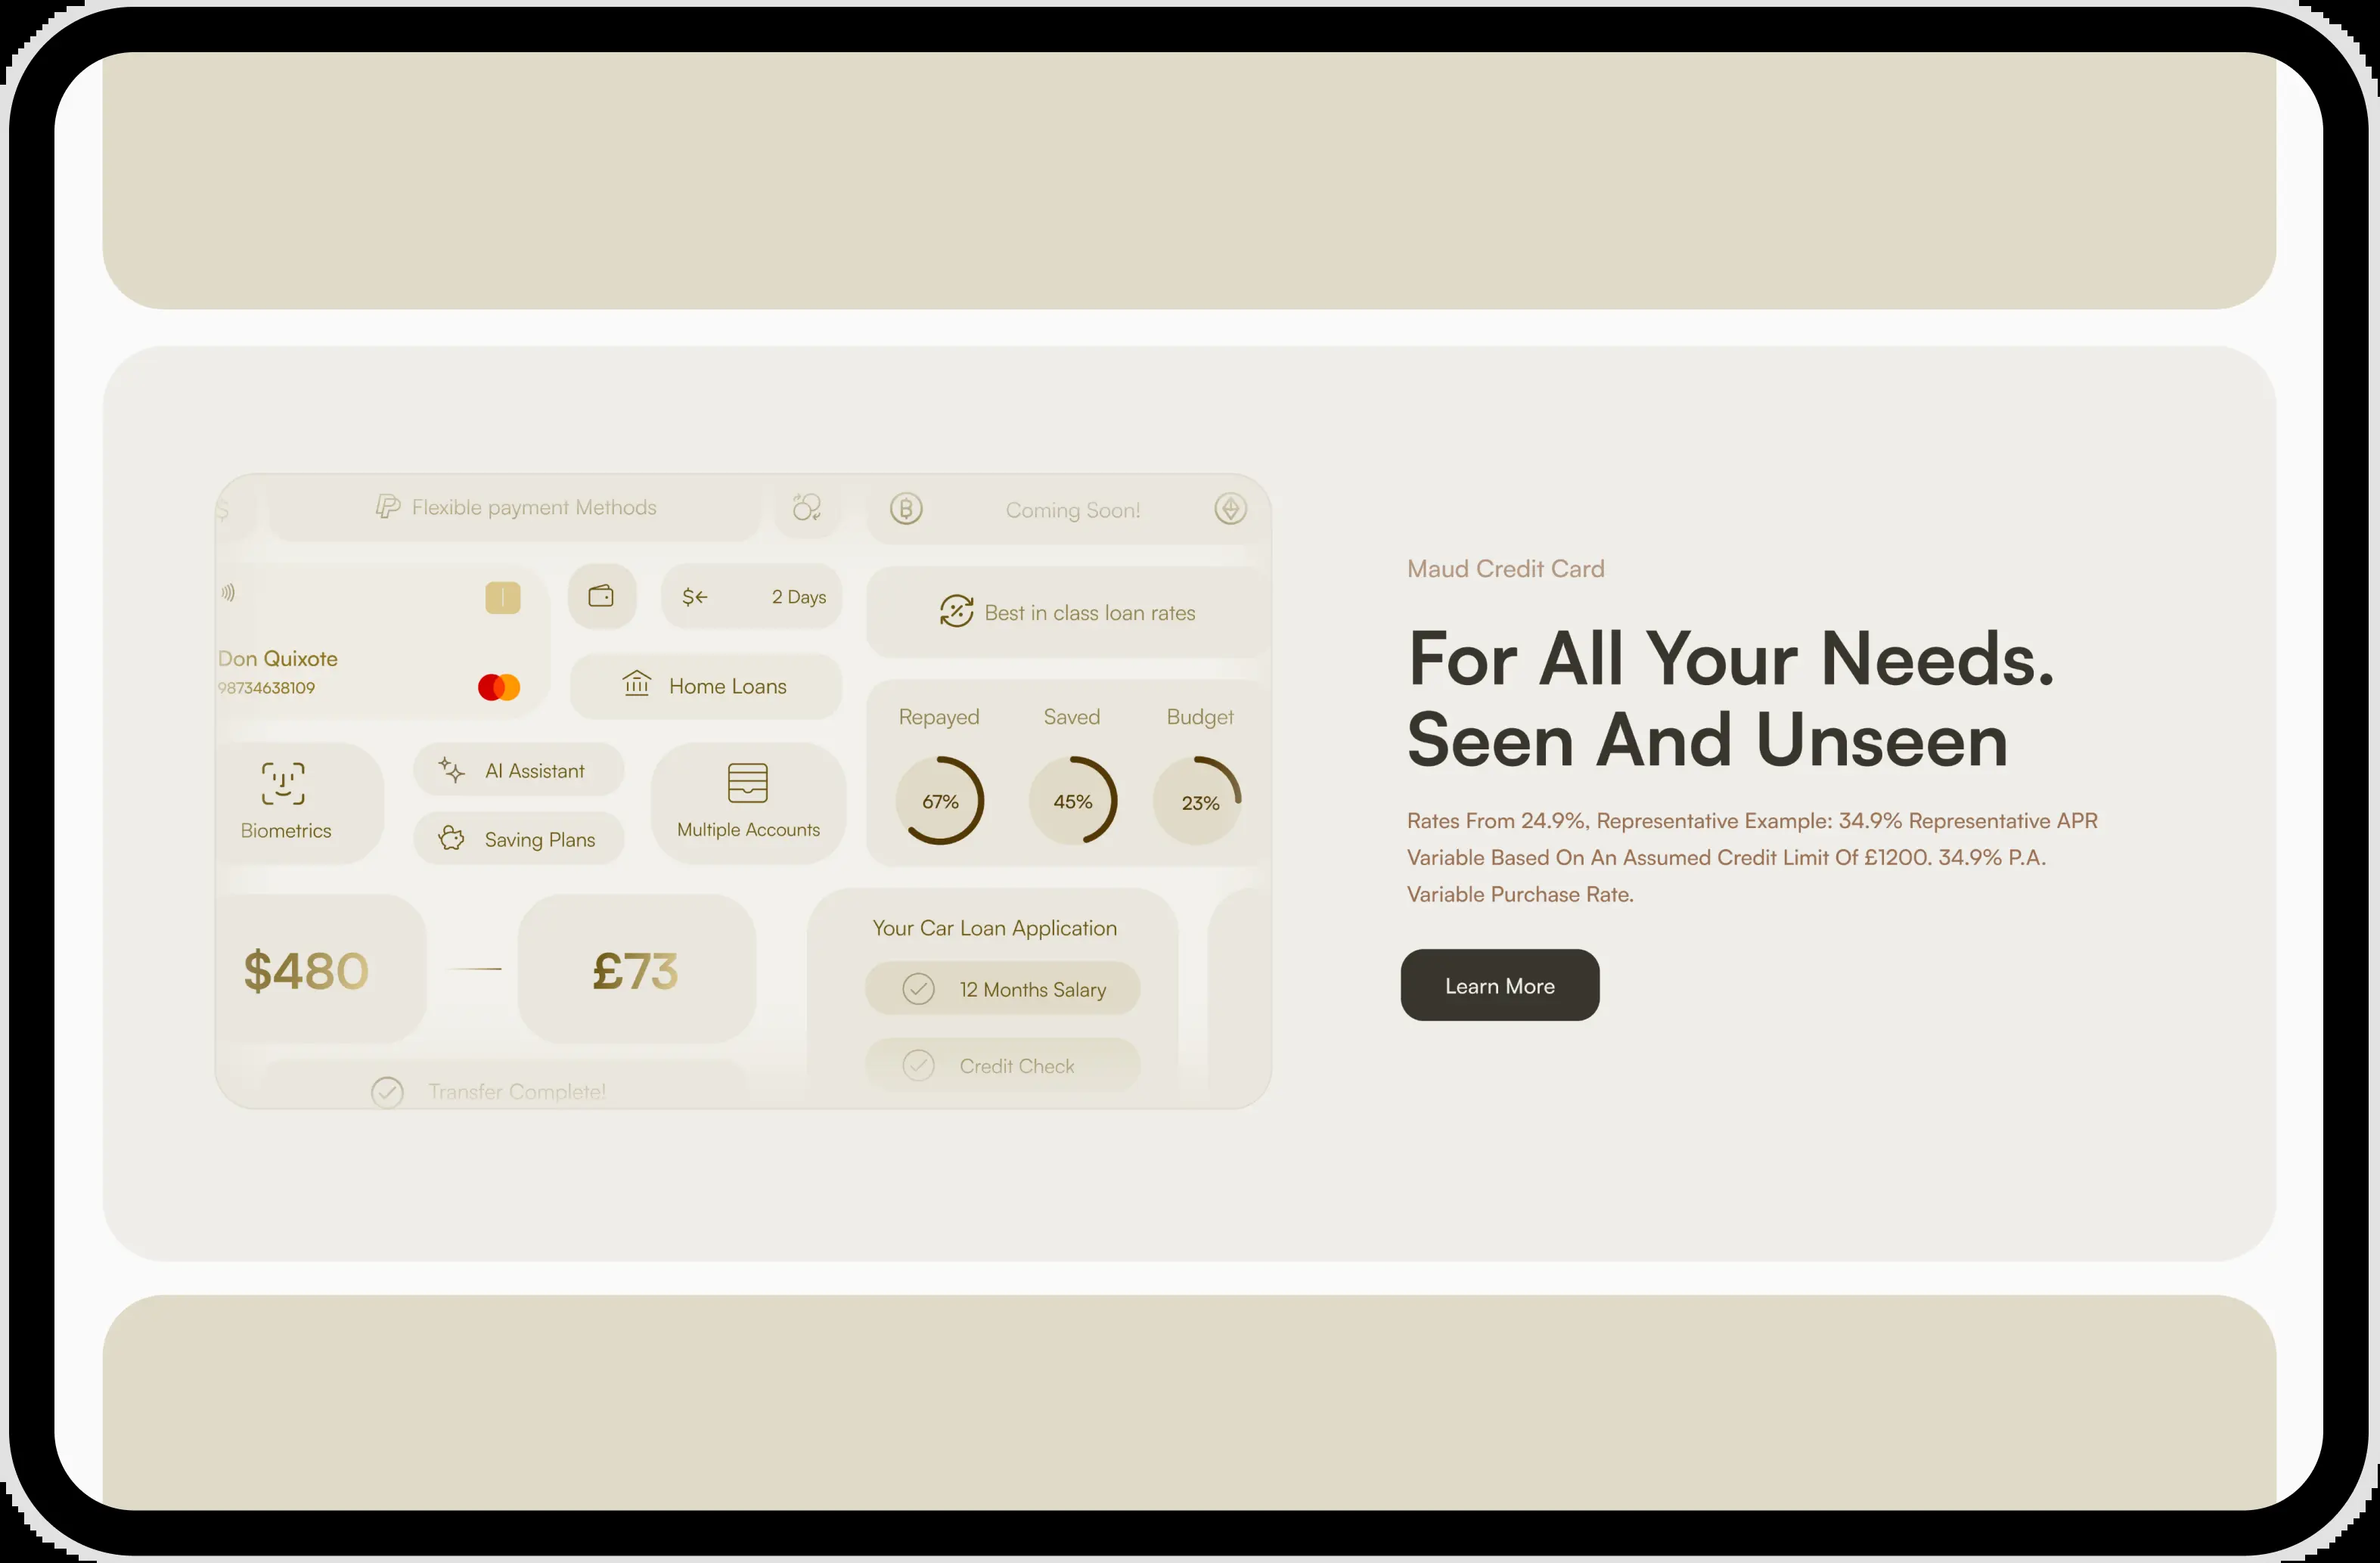 $
Flexible payment Methods
Coming Soon!
Don Quixote
98734638109
$← 2 Days
Home Loans
Best in class loan rates
Repayed Saved Budget
67% 45% 23%
Biometrics
AI Assistant
Saving Plans
Multiple Accounts
$480
£73
Your Car Loan Application
12 Months Salary
Credit Check
Transfer Complete!
Maud Credit Card
For All Your Needs.
Seen And Unseen
Rates From 24.9%, Representative Example: 34.9% Representative APR
Variable Based On An Assumed Credit Limit Of £1200. 34.9% P.A.
Variable Purchase Rate.
Learn More